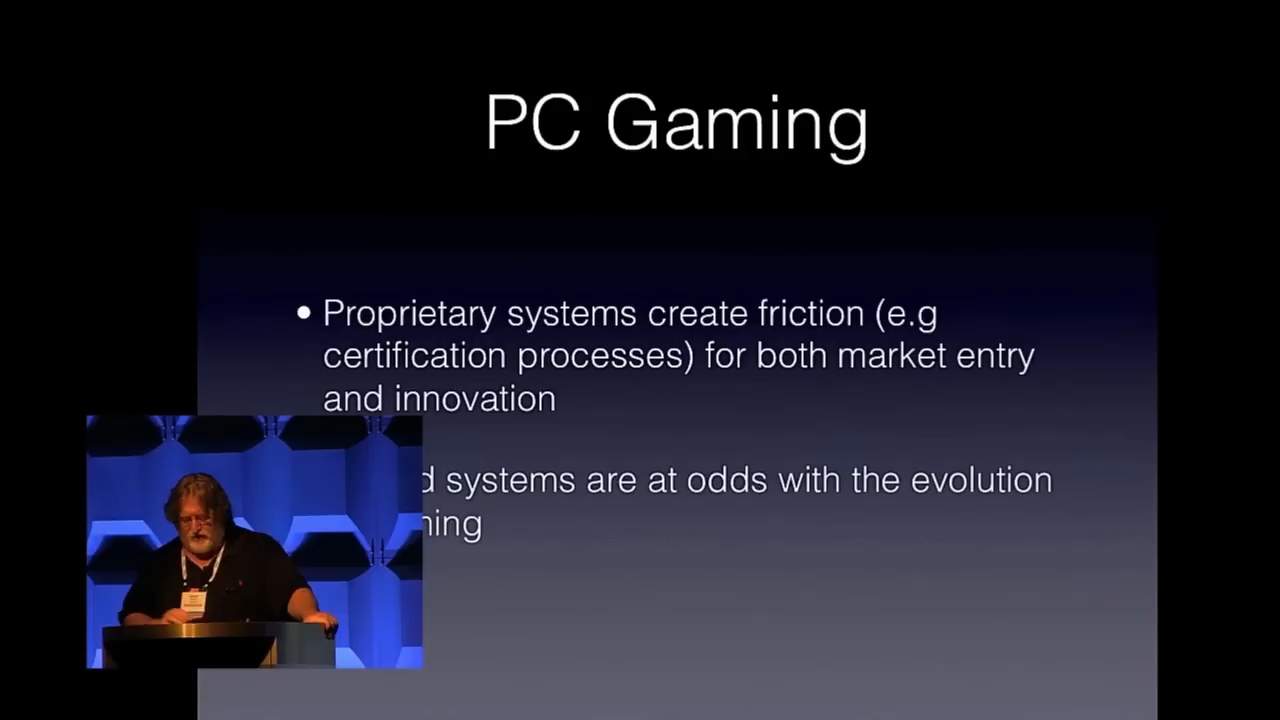 PC Gaming
• Proprietary systems create friction (e.g
certification processes) for both market entry
and innovation
systems are at odds with the evolution